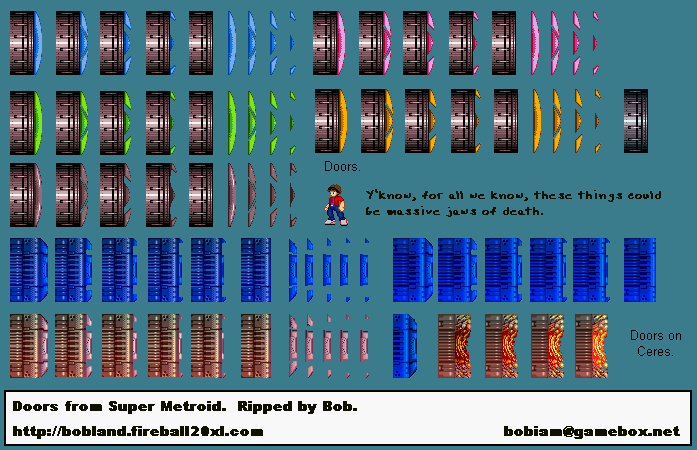 Doors.
Y'know, for all we know, these things could
be massive jaws of death.
Doors on
Ceres.
Doors from Super Metroid. Ripped by Bob.
http://bobland.fireball20xl.com
bobiam@gamebox.net